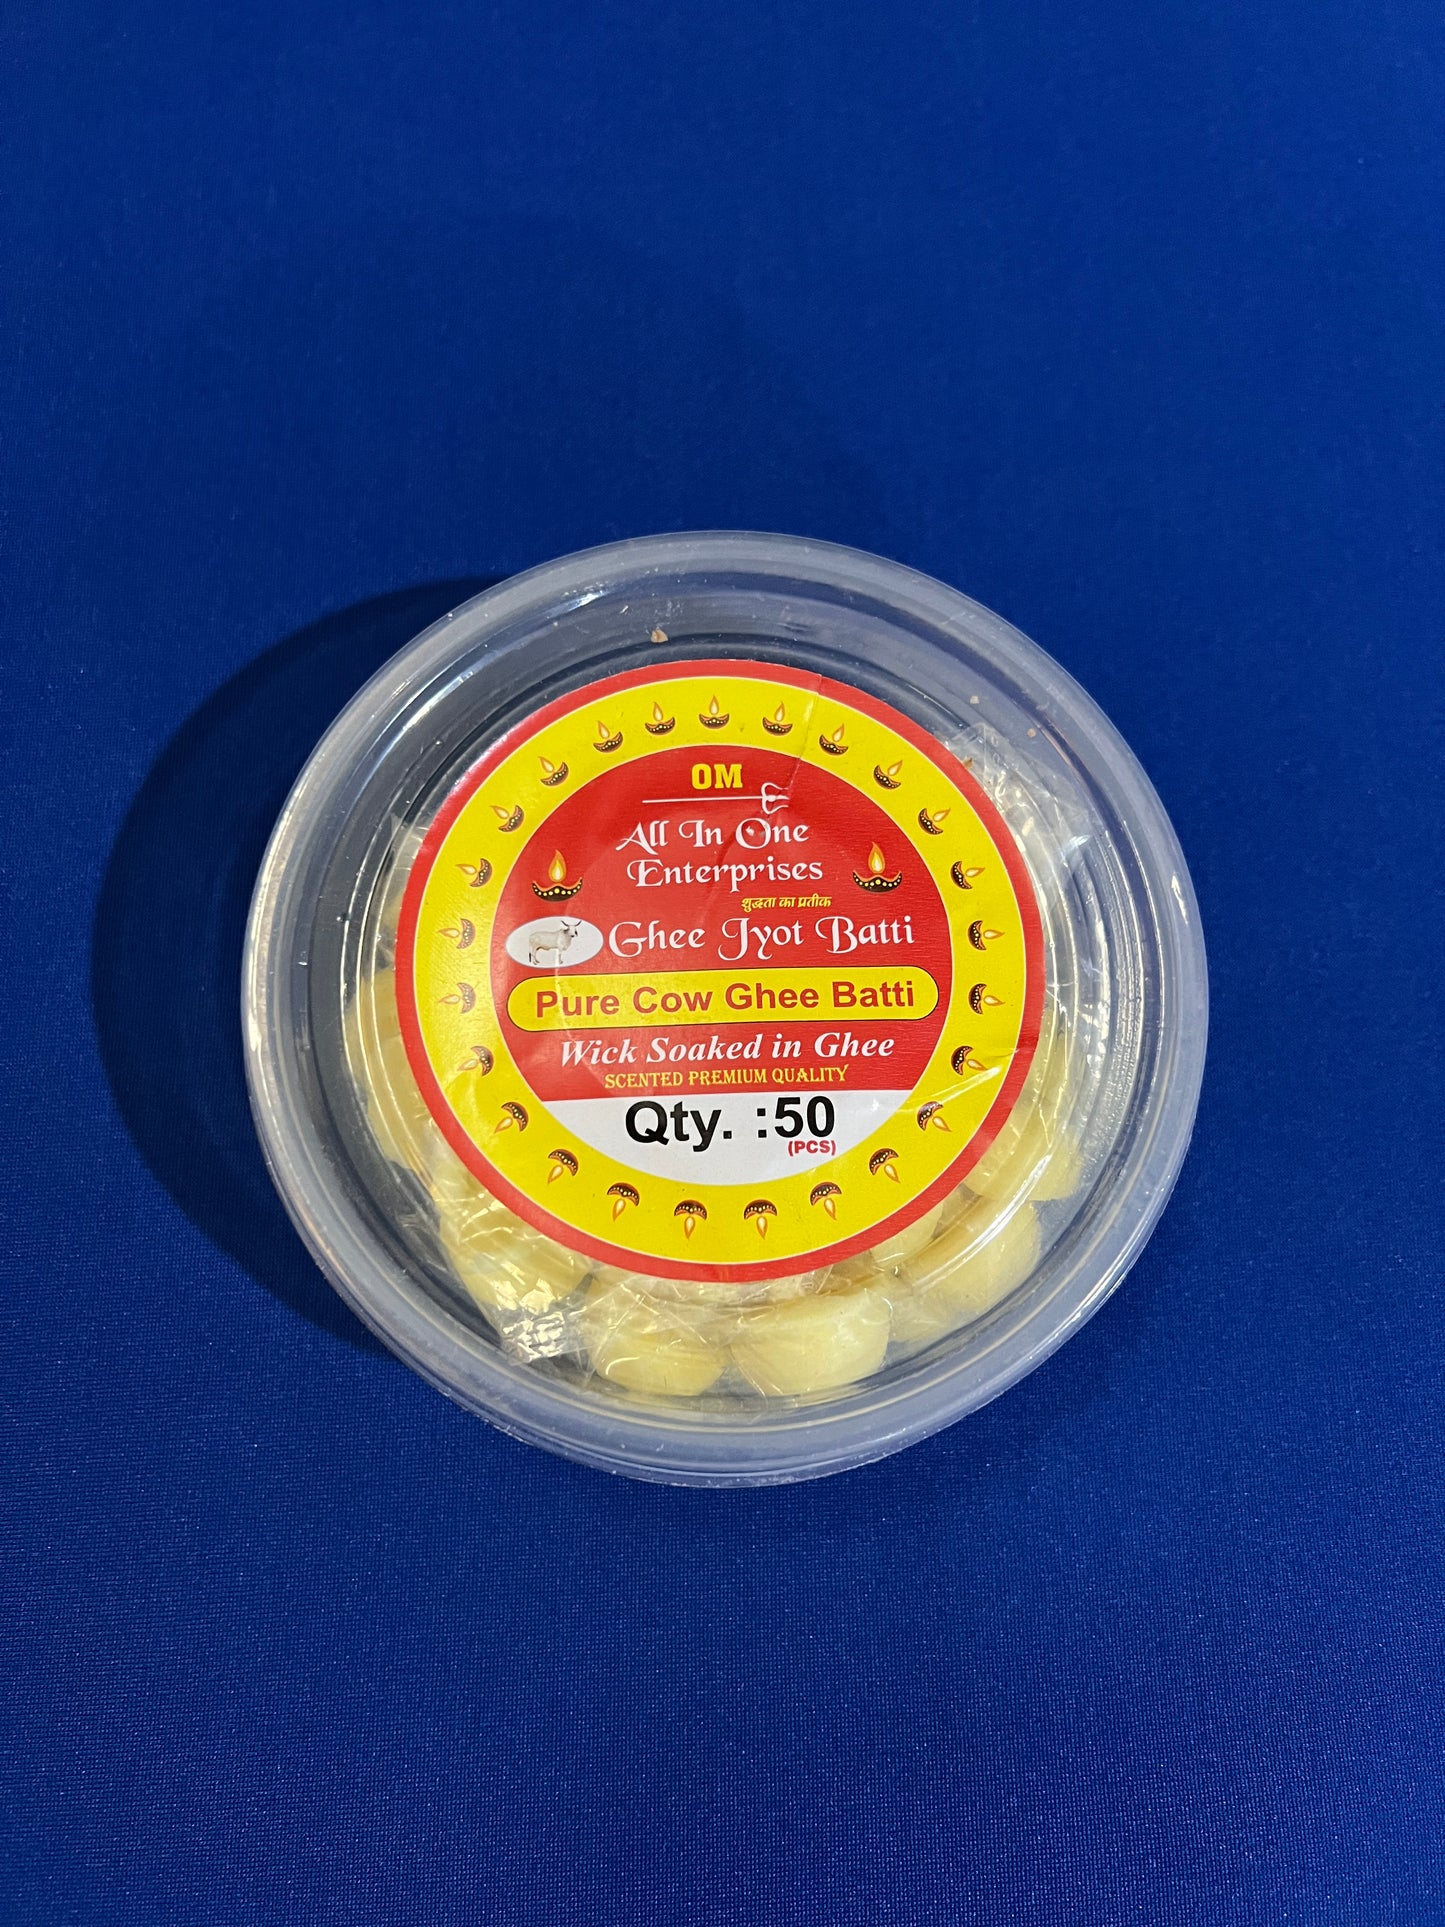 OM
All In One
Enterprises
शुद्धता का प्रतीक
Ghee Jyot Batti
Pure Cow Ghee Batti
Wick Soaked in Ghee
SCENTED PREMIUM QUALITY
Qty. :50
(PCS)